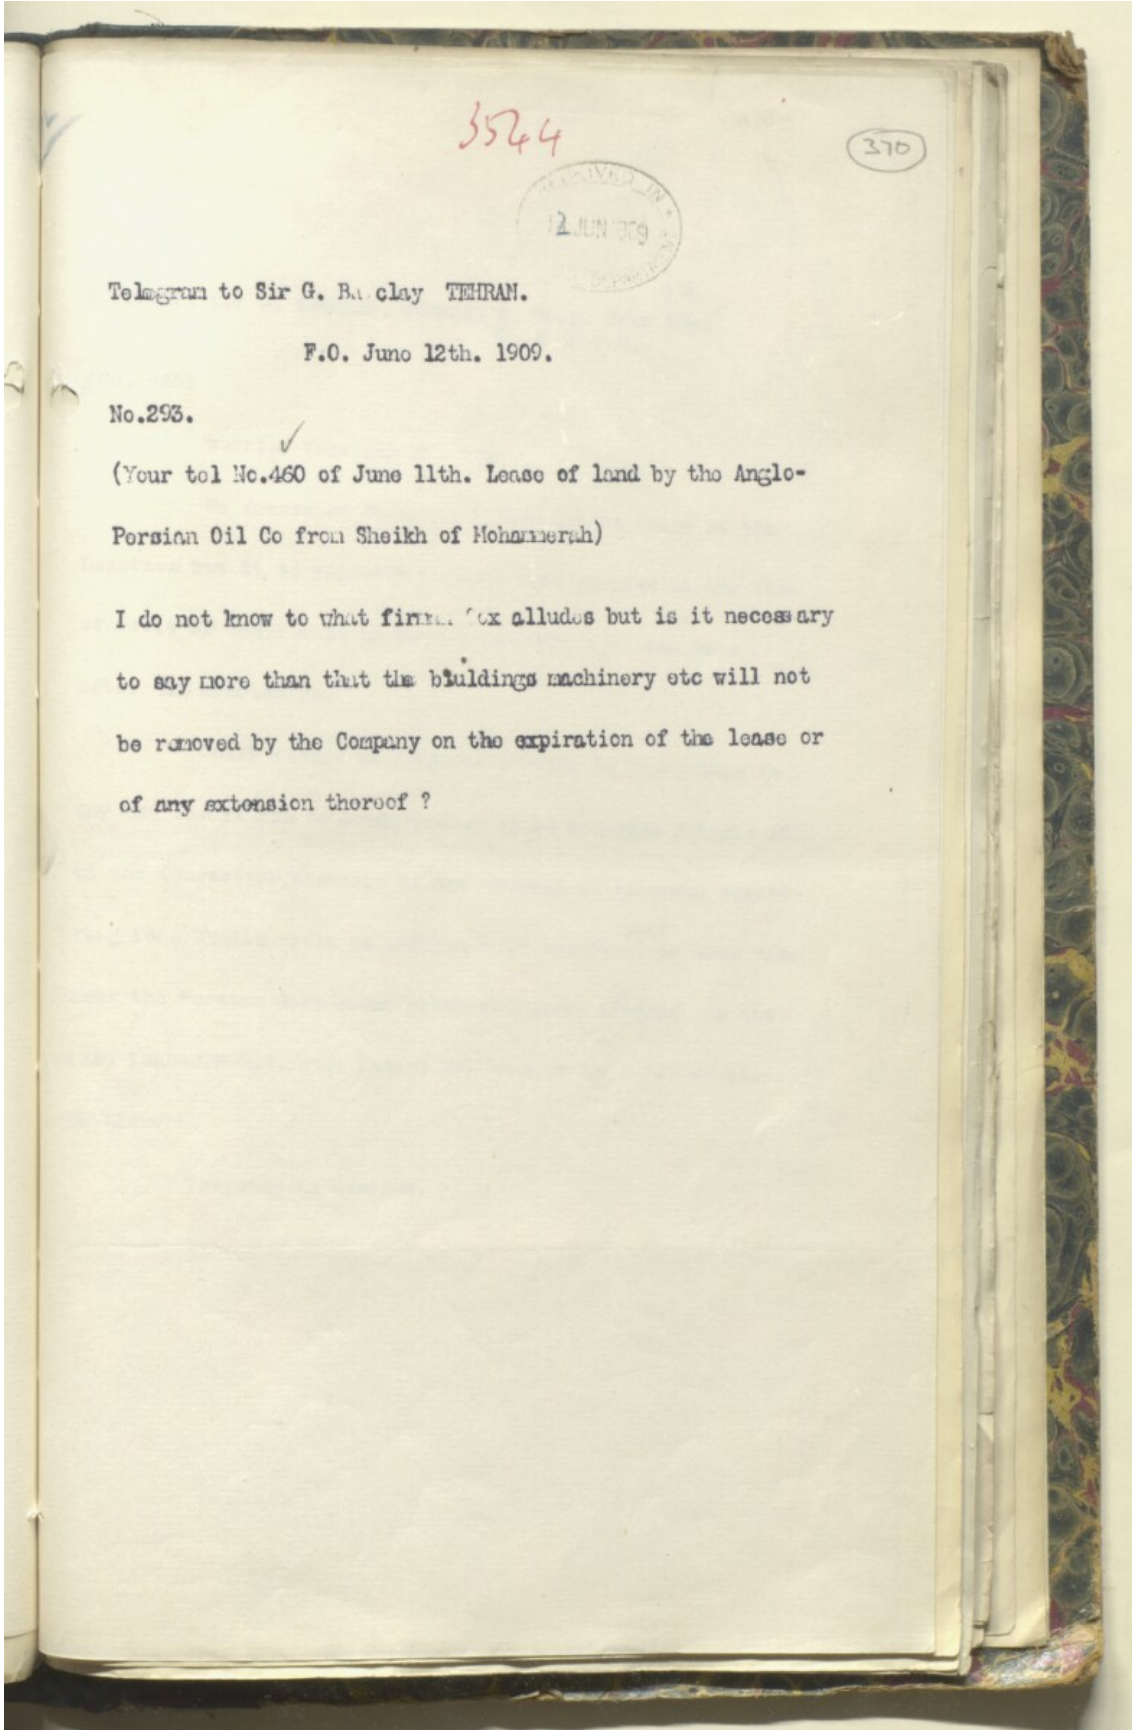 3544
370
RECEIVED IN
12 JUN 1909
Telegram to Sir G. Barclay TEHRAN.
F.O. June 12th. 1909.
No.293.
(Your tel No.460 of June 11th. Lease of land by the Anglo-
Persian Oil Co from Sheikh of Mohammerah)
I do not know to what Cox alludes but is it necessary
to say more than that the biuldings machinery etc will not
be removed by the Company on the expiration of the lease or
of any extension thereof ?